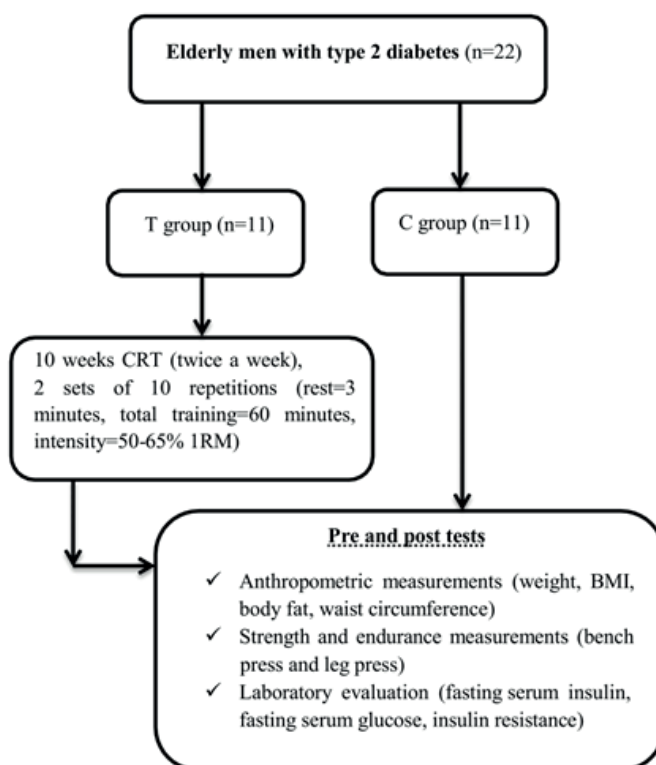 Elderly men with type 2 diabetes (n=22)
T group (n=11)
C group (n=11)
10 weeks CRT (twice a week),
2 sets of 10 repetitions (rest=3
minutes, total training=60 minutes,
intensity=50-65% 1RM)
Pre and post tests
✓ Anthropometric measurements (weight, BMI,
body fat, waist circumference)
✓ Strength and endurance measurements (bench
press and leg press)
✓ Laboratory evaluation (fasting serum insulin,
fasting serum glucose, insulin resistance)